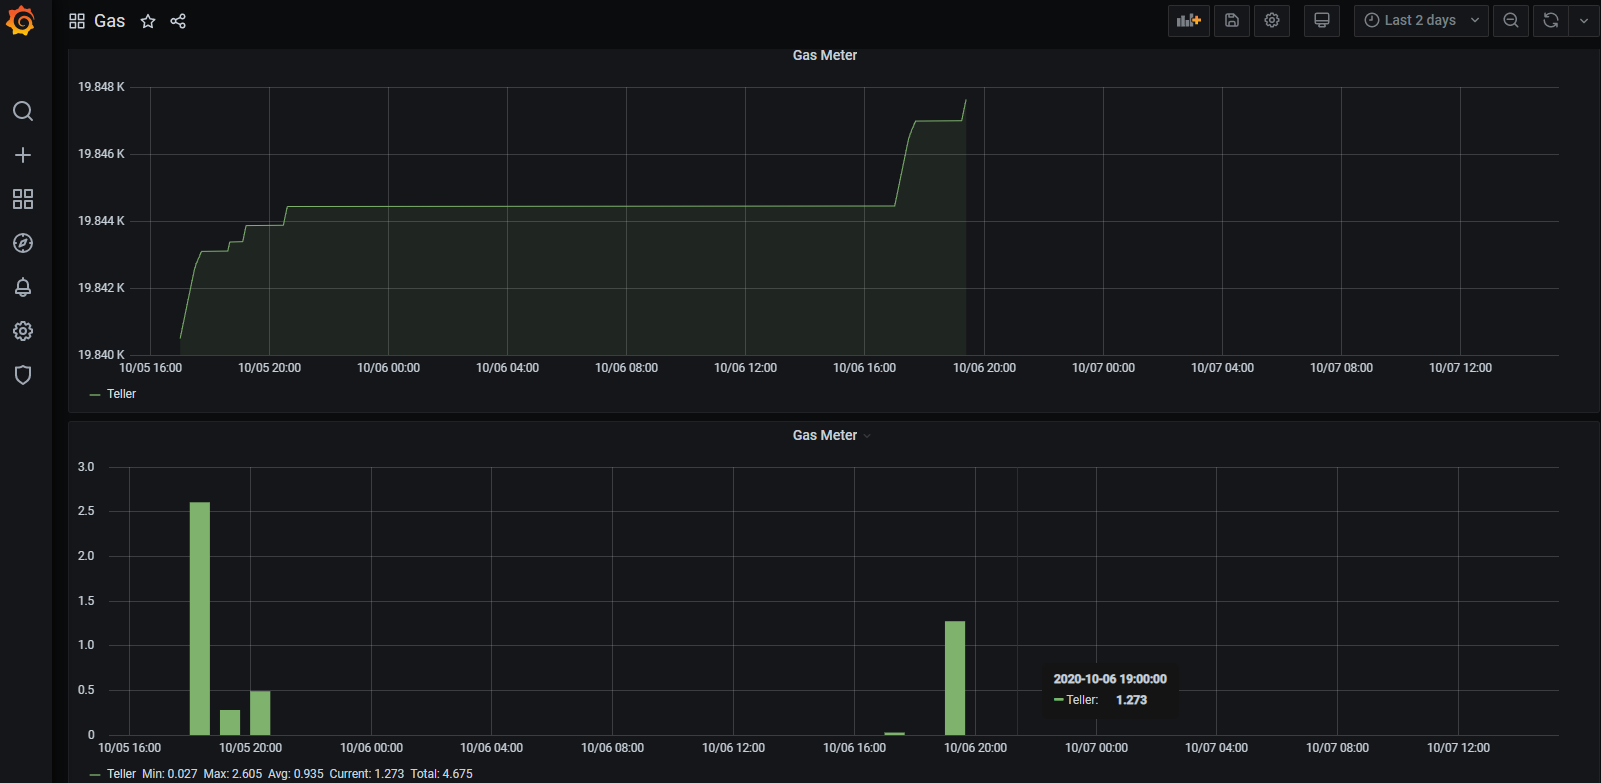 Gas
Last 2 days
Gas Meter
19.848 K
19.846 K
19.844 K
19.842 K
19.840 K
10/05 16:00 10/05 20:00 10/06 00:00 10/06 04:00 10/06 08:00 10/06 12:00 10/06 16:00 10/06 20:00 10/07 00:00 10/07 04:00 10/07 08:00 10/07 12:00
Teller
Gas Meter
3.0
2.5
2.0
1.5
1.0
0.5
0
2020-10-06 19:00:00
Teller: 1.273
10/05 16:00 10/05 20:00 10/06 00:00 10/06 04:00 10/06 08:00 10/06 12:00 10/06 16:00 10/06 20:00 10/07 00:00 10/07 04:00 10/07 08:00 10/07 12:00
Teller Min: 0.027 Max: 2.605 Avg: 0.935 Current: 1.273 Total: 4.675